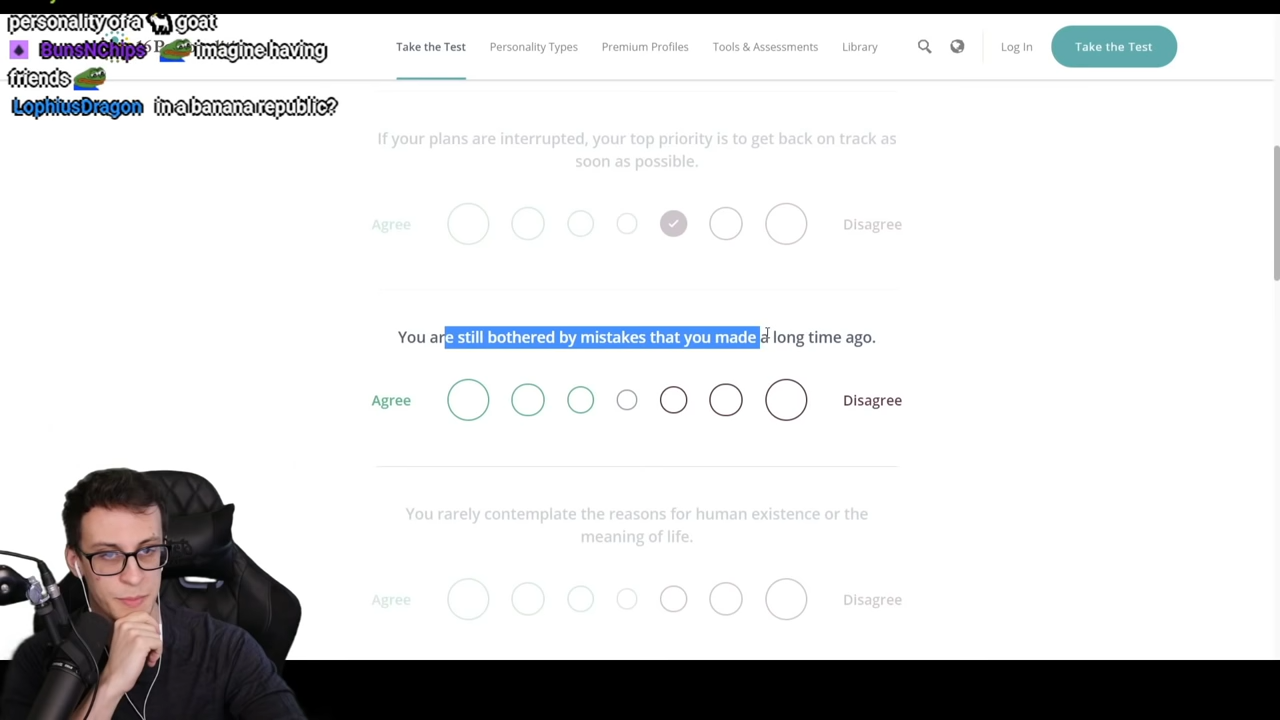 personality of a goat
BunsNChips imagine having
friends
LophiusDragon in a banana republic?
Take the Test
Personality Types
Premium Profiles
Tools & Assessments
Library
Log In
Take the Test
If your plans are interrupted, your top priority is to get back on track as
soon as possible.
Agree
Disagree
You are still bothered by mistakes that you made a long time ago.
Agree
Disagree
You rarely contemplate the reasons for human existence or the
meaning of life.
Agree
Disagree